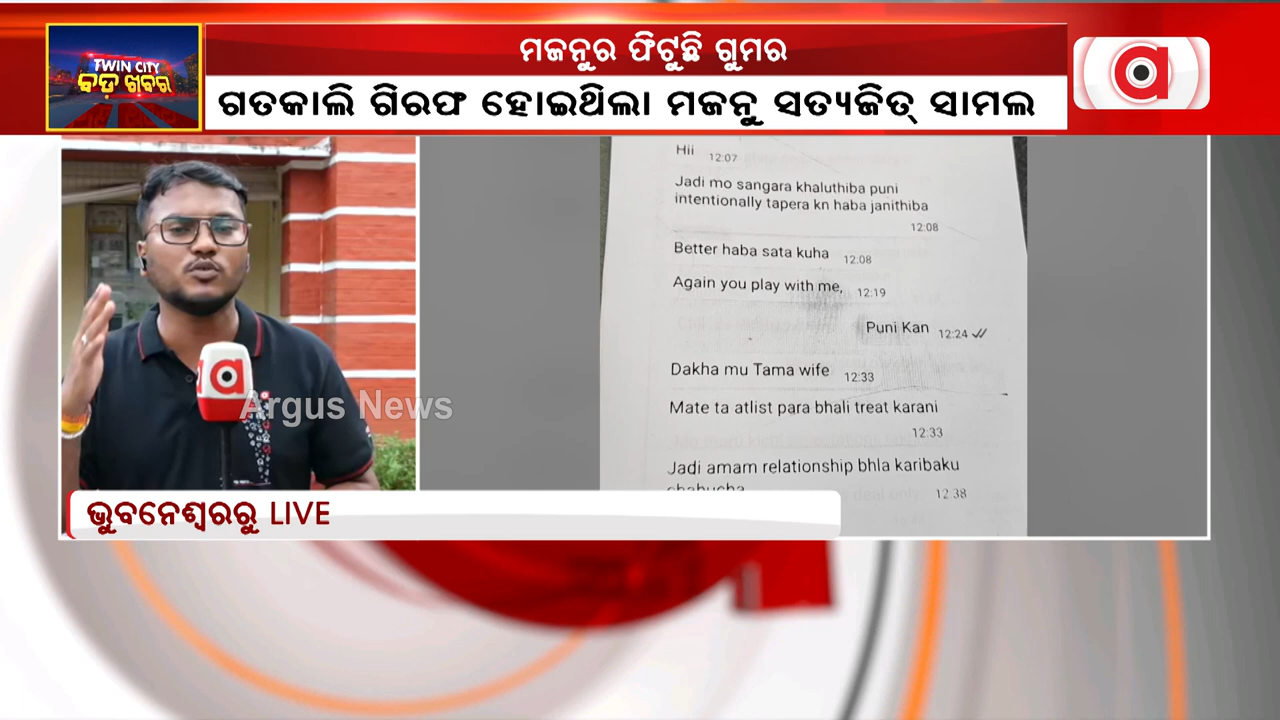 TWIN CITY
ବଡ଼ ଖବର
ମଜନୁର ଫିଟୁଛି ଗୁମର
ଗତକାଲି ଗିରଫ ହୋଇଥିଲା ମଜନୁ ସତ୍ୟଜିତ୍ ସାମଲ
a
Hii 12:07
Jadi mo sangara khaluthiba puni
intentionally tapera kn haba janithiba
12:08
Better haba sata kuha 12:08
Again you play with me, 12:19
Puni Kan 12:24
Dakha mu Tama wife 12:33
Mate ta atlist para bhali treat karani
12:33
Jadi amam relationship bhla karibaku
12:38
a
Argus News
ଭୁବନେଶ୍ୱରରୁ LIVE